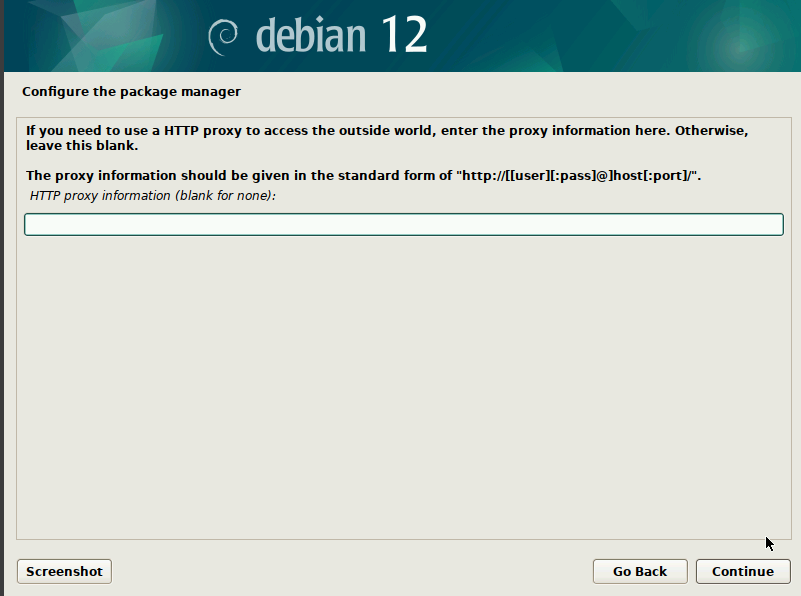 debian 12
Configure the package manager
If you need to use a HTTP proxy to access the outside world, enter the proxy information here. Otherwise,
leave this blank.
The proxy information should be given in the standard form of "http://[[user][:pass]@]host[:port]/".
HTTP proxy information (blank for none):
Screenshot
Go Back
Continue